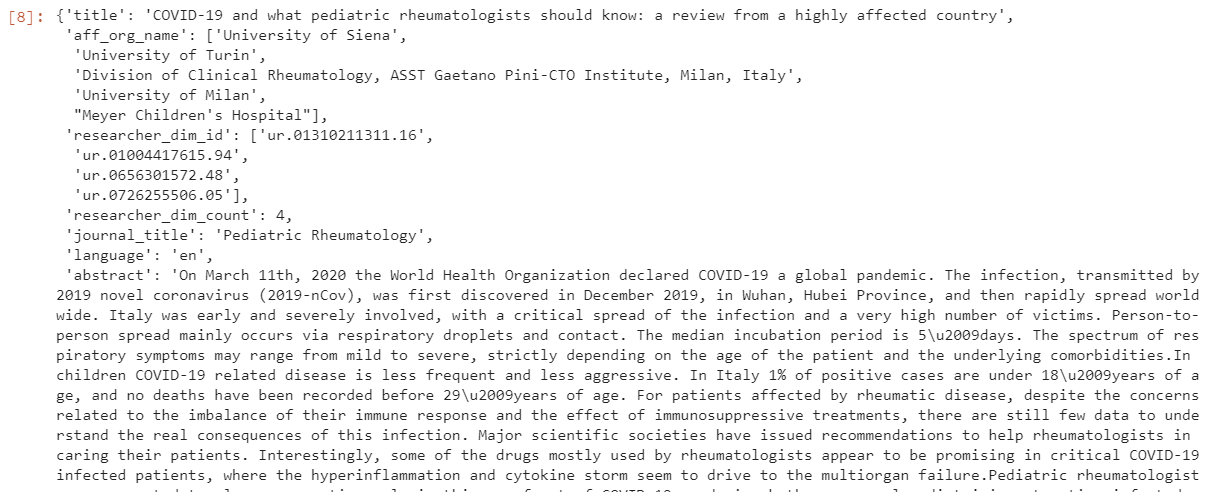 [8]: {'title': 'COVID-19 and what pediatric rheumatologists should know: a review from a highly affected country',
'aff_org_name': ['University of Siena',
'University of Turin',
'Division of Clinical Rheumatology, ASST Gaetano Pini-CTO Institute, Milan, Italy',
'University of Milan',
"Meyer Children's Hospital"],
'researcher_dim_id': ['ur.01310211311.16',
'ur.01004417615.94',
'ur.0656301572.48',
'ur.0726255506.05'],
'researcher_dim_count': 4,
'journal_title': 'Pediatric Rheumatology',
'language': 'en',
'abstract': 'On March 11th, 2020 the World Health Organization declared COVID-19 a global pandemic. The infection, transmitted by
2019 novel coronavirus (2019-nCov), was first discovered in December 2019, in Wuhan, Hubei Province, and then rapidly spread world
wide. Italy was early and severely involved, with a critical spread of the infection and a very high number of victims. Person-to-
person spread mainly occurs via respiratory droplets and contact. The median incubation period is 5\u2009days. The spectrum of res
piratory symptoms may range from mild to severe, strictly depending on the age of the patient and the underlying comorbidities.In
children COVID-19 related disease is less frequent and less aggressive. In Italy 1% of positive cases are under 18\u2009years of a
ge, and no deaths have been recorded before 29\u2009years of age. For patients affected by rheumatic disease, despite the concerns
related to the imbalance of their immune response and the effect of immunosuppressive treatments, there are still few data to unde
rstand the real consequences of this infection. Major scientific societies have issued recommendations to help rheumatologists in
caring their patients. Interestingly, some of the drugs mostly used by rheumatologists appear to be promising in critical COVID-19
infected patients, where the hyperinflammation and cytokine storm seem to drive to the multiorgan failure.Pediatric rheumatologist